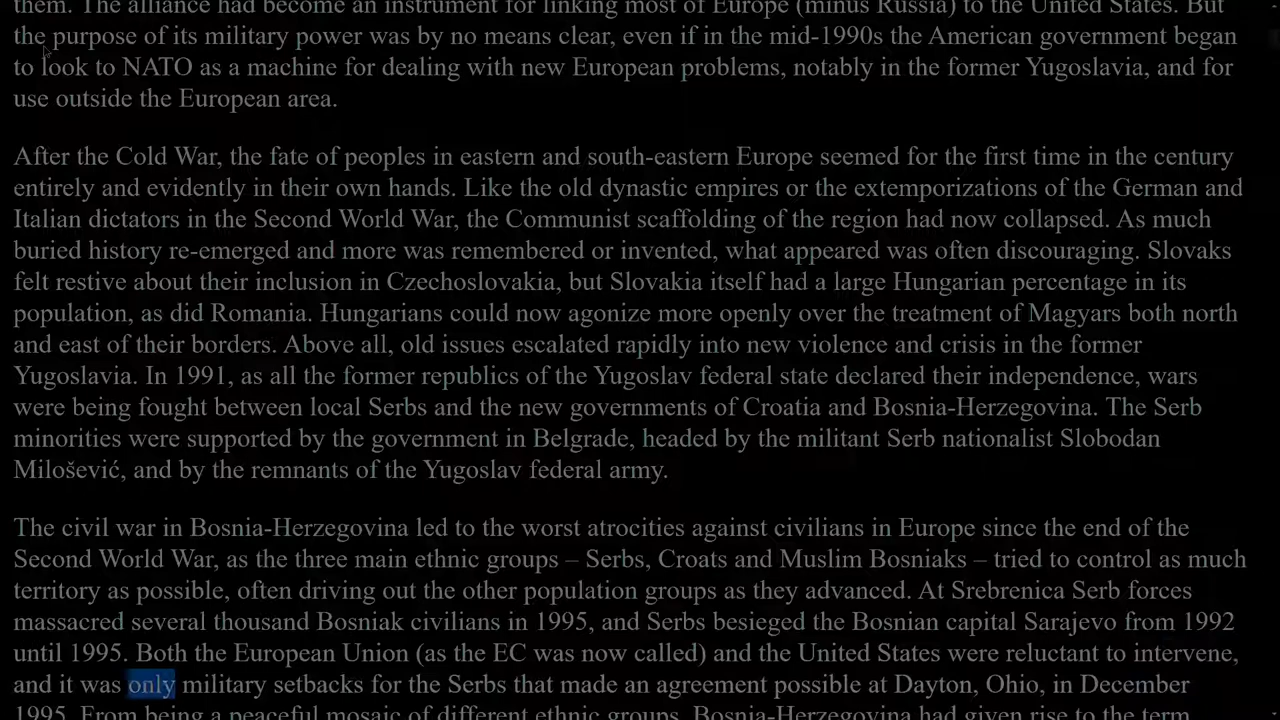 them. The alliance had become an instrument for linking most of Europe (minus Russia) to the United States. But
the purpose of its military power was by no means clear, even if in the mid-1990s the American government began
to look to NATO as a machine for dealing with new European problems, notably in the former Yugoslavia, and for
use outside the European area.
After the Cold War, the fate of peoples in eastern and south-eastern Europe seemed for the first time in the century
entirely and evidently in their own hands. Like the old dynastic empires or the extemporizations of the German and
Italian dictators in the Second World War, the Communist scaffolding of the region had now collapsed. As much
buried history re-emerged and more was remembered or invented, what appeared was often discouraging. Slovaks
felt restive about their inclusion in Czechoslovakia, but Slovakia itself had a large Hungarian percentage in its
population, as did Romania. Hungarians could now agonize more openly over the treatment of Magyars both north
and east of their borders. Above all, old issues escalated rapidly into new violence and crisis in the former
Yugoslavia. In 1991, as all the former republics of the Yugoslav federal state declared their independence, wars
were being fought between local Serbs and the new governments of Croatia and Bosnia-Herzegovina. The Serb
minorities were supported by the government in Belgrade, headed by the militant Serb nationalist Slobodan
Milošević, and by the remnants of the Yugoslav federal army.
The civil war in Bosnia-Herzegovina led to the worst atrocities against civilians in Europe since the end of the
Second World War, as the three main ethnic groups – Serbs, Croats and Muslim Bosniaks – tried to control as much
territory as possible, often driving out the other population groups as they advanced. At Srebrenica Serb forces
massacred several thousand Bosniak civilians in 1995, and Serbs besieged the Bosnian capital Sarajevo from 1992
until 1995. Both the European Union (as the EC was now called) and the United States were reluctant to intervene,
and it was only military setbacks for the Serbs that made an agreement possible at Dayton, Ohio, in December
1995. From being a peaceful mosaic of different ethnic groups, Bosnia-Herzegovina had given rise to the term